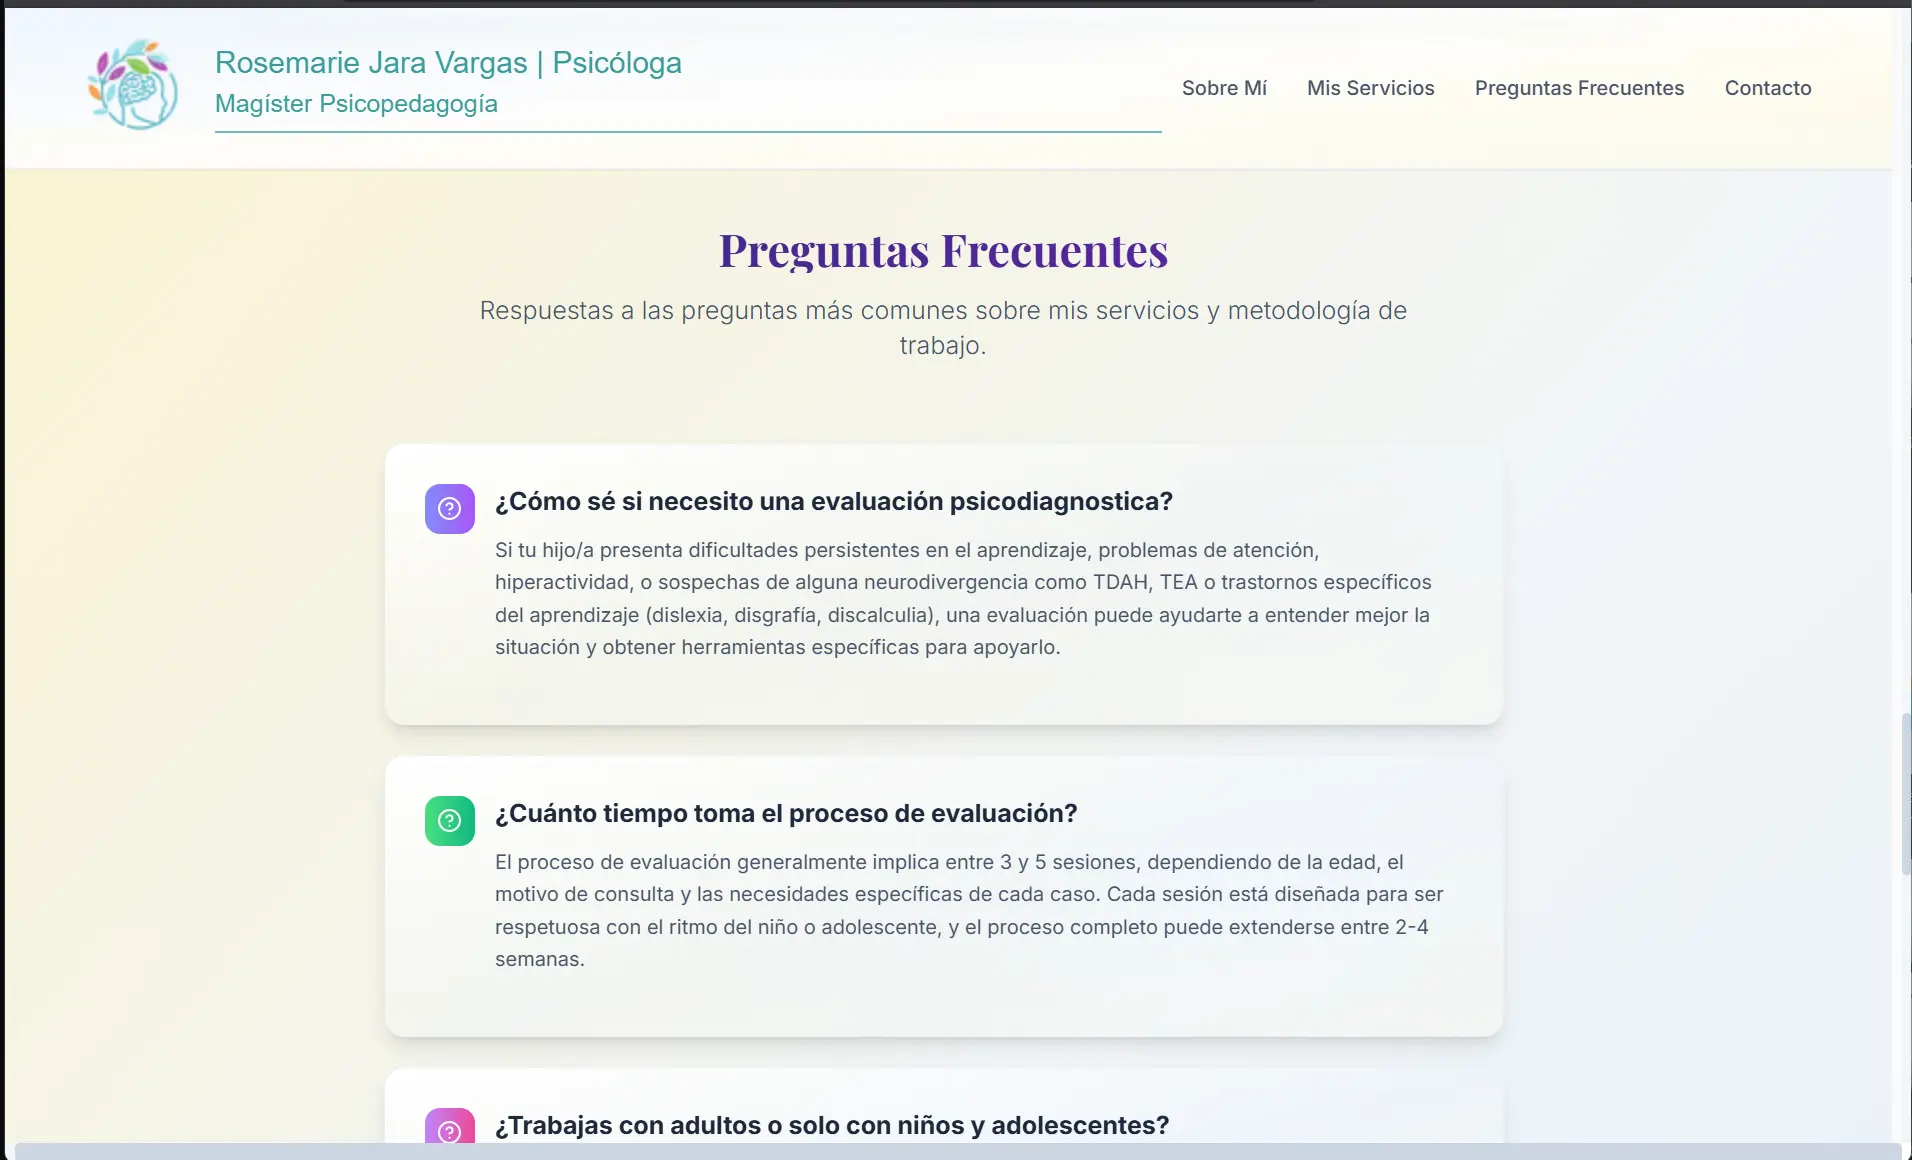 Rosemarie Jara Vargas | Psicóloga
Magíster Psicopedagogía
Sobre Mí
Mis Servicios
Preguntas Frecuentes
Contacto
Preguntas Frecuentes
Respuestas a las preguntas más comunes sobre mis servicios y metodología de
trabajo.
¿Cómo sé si necesito una evaluación psicodiagnostica?
Si tu hijo/a presenta dificultades persistentes en el aprendizaje, problemas de atención,
hiperactividad, o sospechas de alguna neurodivergencia como TDAH, TEA o trastornos específicos
del aprendizaje (dislexia, disgrafía, discalculia), una evaluación puede ayudarte a entender mejor la
situación y obtener herramientas específicas para apoyarlo.
¿Cuánto tiempo toma el proceso de evaluación?
El proceso de evaluación generalmente implica entre 3 y 5 sesiones, dependiendo de la edad, el
motivo de consulta y las necesidades específicas de cada caso. Cada sesión está diseñada para ser
respetuosa con el ritmo del niño o adolescente, y el proceso completo puede extenderse entre 2-4
semanas.
¿Trabajas con adultos o solo con niños y adolescentes?